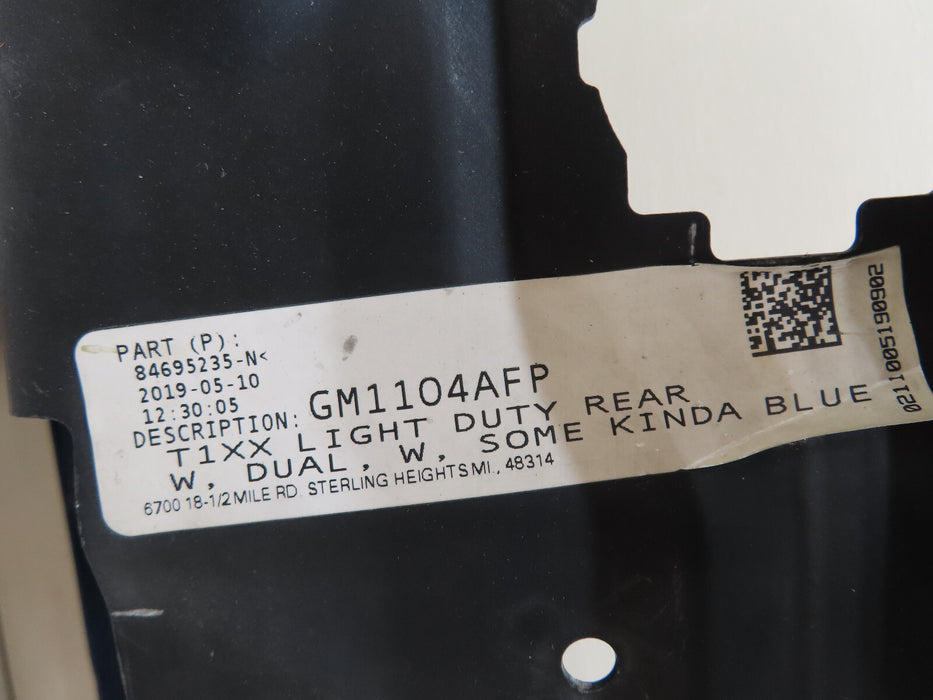 PART (P):
84695235-N<
2019-05-10
12:30:05
DESCRIPTION: GM1104AFP
T1XX LIGHT DUTY REAR
W, DUAL, W, SOME KINDA BLUE
6700 18-1/2 MILE RD. STERLING HEIGHTS MI., 48314
0211005190902